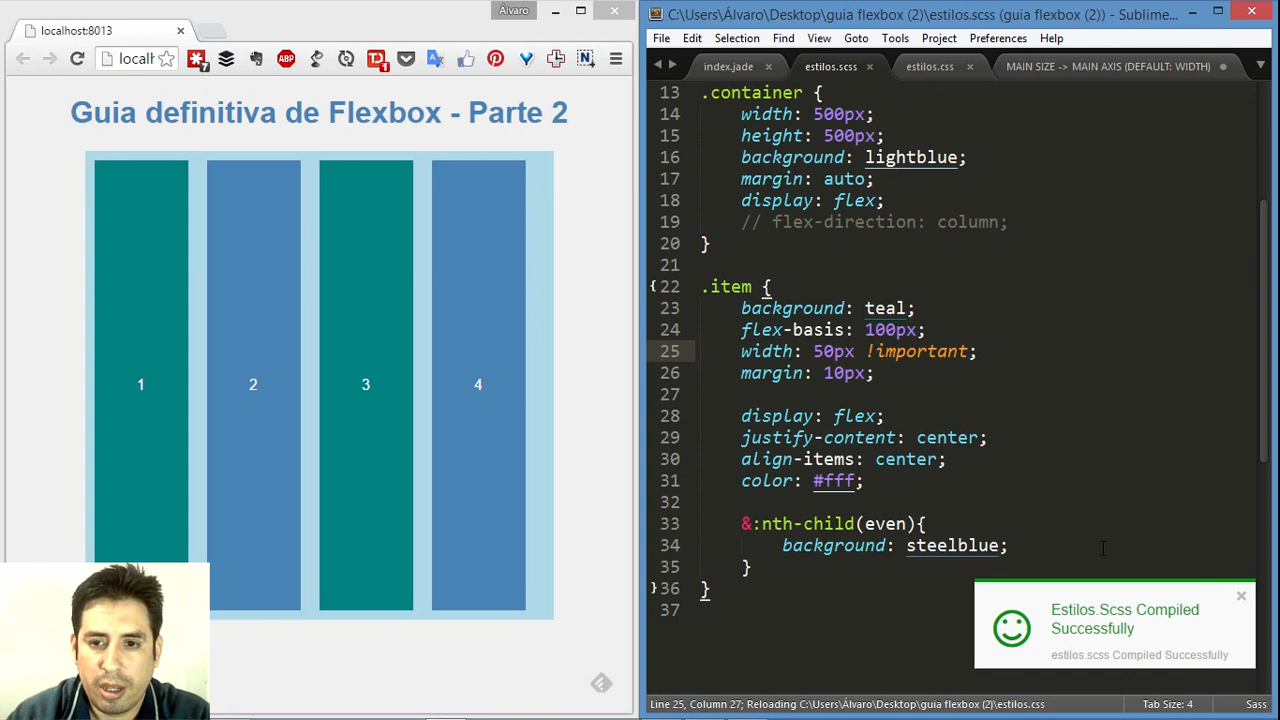 Álvaro
localhost:8013
localh
7
ABP
1
N
Guia definitiva de Flexbox - Parte 2
1
2
3
4
C:\Users\Álvaro\Desktop\guia flexbox (2)\estilos.scss (guia flexbox (2)) - Sublime...
File Edit Selection Find View Goto Tools Project Preferences Help
index.jade estilos.scss estilos.css MAIN SIZE -> MAIN AXIS (DEFAULT: WIDTH)
13 .container {
14 width: 500px;
15 height: 500px;
16 background: lightblue;
17 margin: auto;
18 display: flex;
19 // flex-direction: column;
20 }
21
22 .item {
23 background: teal;
24 flex-basis: 100px;
25 width: 50px !important;
26 margin: 10px;
27
28 display: flex;
29 justify-content: center;
30 align-items: center;
31 color: #fff;
32
33 &:nth-child(even){
34 background: steelblue;
35 }
36 }
37
Estilos.Scss Compiled
Successfully
estilos.scss Compiled Successfully
Line 25, Column 27; Reloading C:\Users\Álvaro\Desktop\guia flexbox (2)\estilos.css Tab Size: 4 Sass